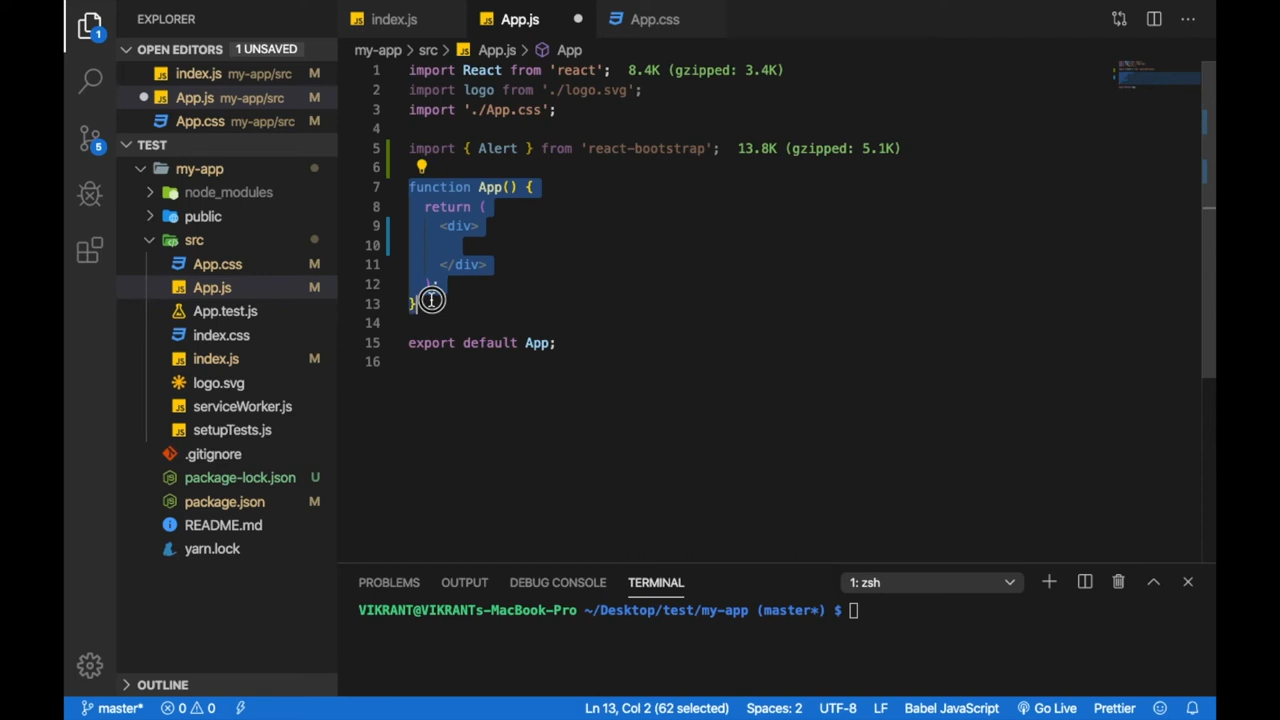 EXPLORER
OPEN EDITORS 1 UNSAVED
index.js my-app/src M
App.js my-app/src M
App.css my-app/src M
TEST
my-app
node_modules
public
src
App.css M
App.js M
App.test.js
index.css
index.js M
logo.svg
serviceWorker.js
setupTests.js
.gitignore
package-lock.json U
package.json M
README.md
yarn.lock
OUTLINE
1
5
index.js App.js App.css
my-app > src > JS App.js > App
1 import React from 'react'; 8.4K (gzipped: 3.4K)
2 import logo from './logo.svg';
3 import './App.css';
4
5 import { Alert } from 'react-bootstrap'; 13.8K (gzipped: 5.1K)
6
7 function App() {
8 return (
9 <div>
10
11 </div>
12 );
13 }
14
15 export default App;
16
PROBLEMS OUTPUT DEBUG CONSOLE TERMINAL 1: zsh
VIKRANT@VIKRANTs-MacBook-Pro ~/Desktop/test/my-app (master*) $
master* 0 0 Ln 13, Col 2 (62 selected) Spaces: 2 UTF-8 LF Babel JavaScript Go Live Prettier